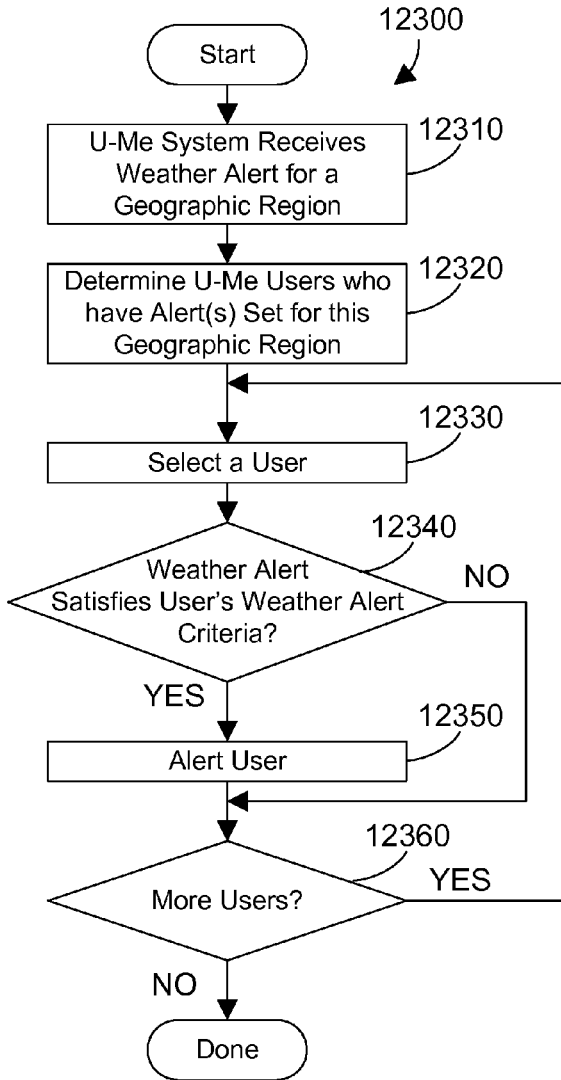 12300
Start
12310
U-Me System Receives
Weather Alert for a
Geographic Region
12320
Determine U-Me Users who
have Alert(s) Set for this
Geographic Region
12330
Select a User
12340
Weather Alert
Satisfies User's Weather Alert
Criteria?
NO
YES
12350
Alert User
12360
More Users?
YES
NO
Done